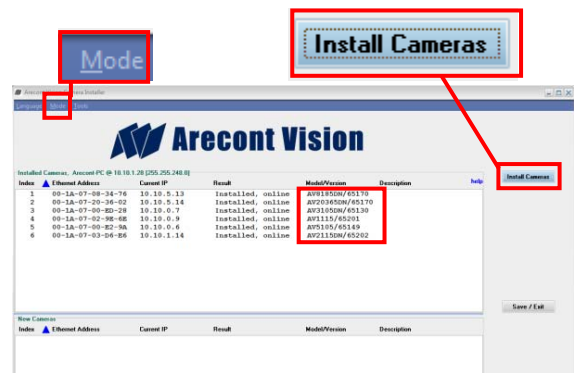 Mode
Install Cameras
Arecont Vision Camera Installer
Language Mode Tools
Arecont Vision
Installed Cameras, Arecont-PC @ 10.10.1.28 [255.255.248.0]
help
Install Cameras
Index Ethernet Address Current IP Result Model/Version Description
1 00-1A-07-08-34-76 10.10.5.13 Installed, online AV8185DN/65170
2 00-1A-07-20-36-02 10.10.5.14 Installed, online AV20365DN/65170
3 00-1A-07-00-ED-28 10.10.0.7 Installed, online AV3105DN/65130
4 00-1A-07-02-9E-6E 10.10.0.9 Installed, online AV1115/65201
5 00-1A-07-00-E2-9A 10.10.0.6 Installed, online AV5105/65149
6 00-1A-07-03-D6-E6 10.10.1.14 Installed, online AV2115DN/65202
Save / Exit
New Cameras
Index Ethernet Address Current IP Result Model/Version Description